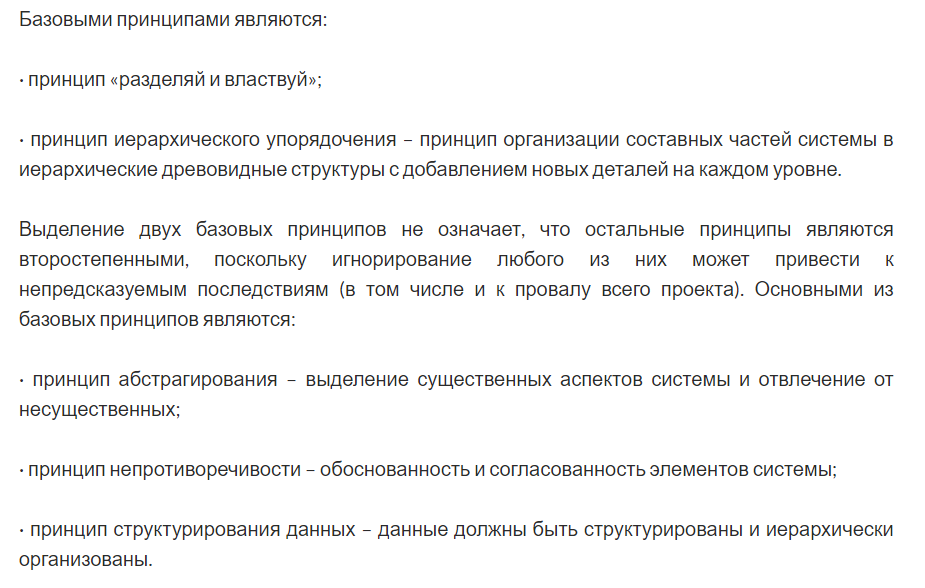 Базовыми принципами являются:
· принцип «разделяй и властвуй»;
· принцип иерархического упорядочения – принцип организации составных частей системы в
иерархические древовидные структуры с добавлением новых деталей на каждом уровне.
Выделение двух базовых принципов не означает, что остальные принципы являются
второстепенными, поскольку игнорирование любого из них может привести к
непредсказуемым последствиям (в том числе и к провалу всего проекта). Основными из
базовых принципов являются:
· принцип абстрагирования – выделение существенных аспектов системы и отвлечение от
несущественных;
· принцип непротиворечивости – обоснованность и согласованность элементов системы;
· принцип структурирования данных – данные должны быть структурированы и иерархически
организованы.